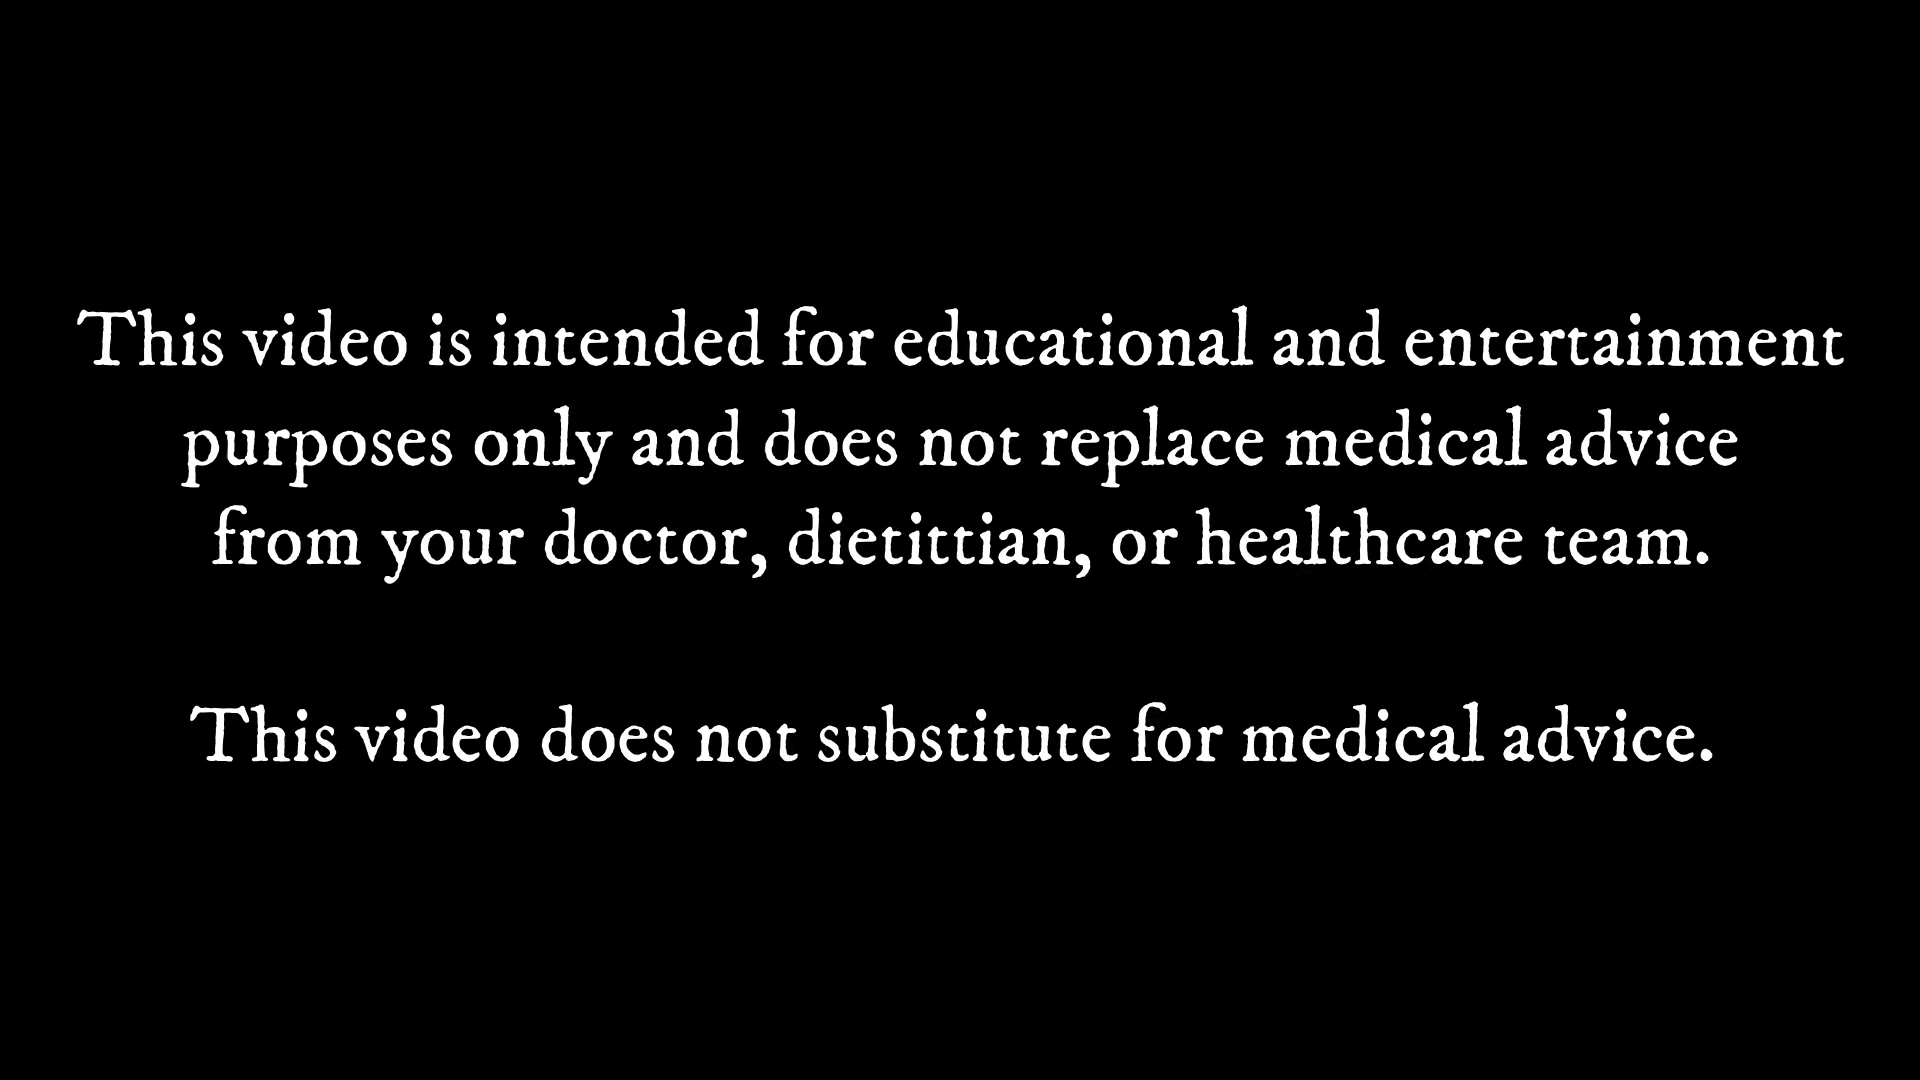 This video is intended for educational and entertainment
purposes only and does not replace medical advice
from your doctor, dietittian, or healthcare team.
This video does not substitute for medical advice.